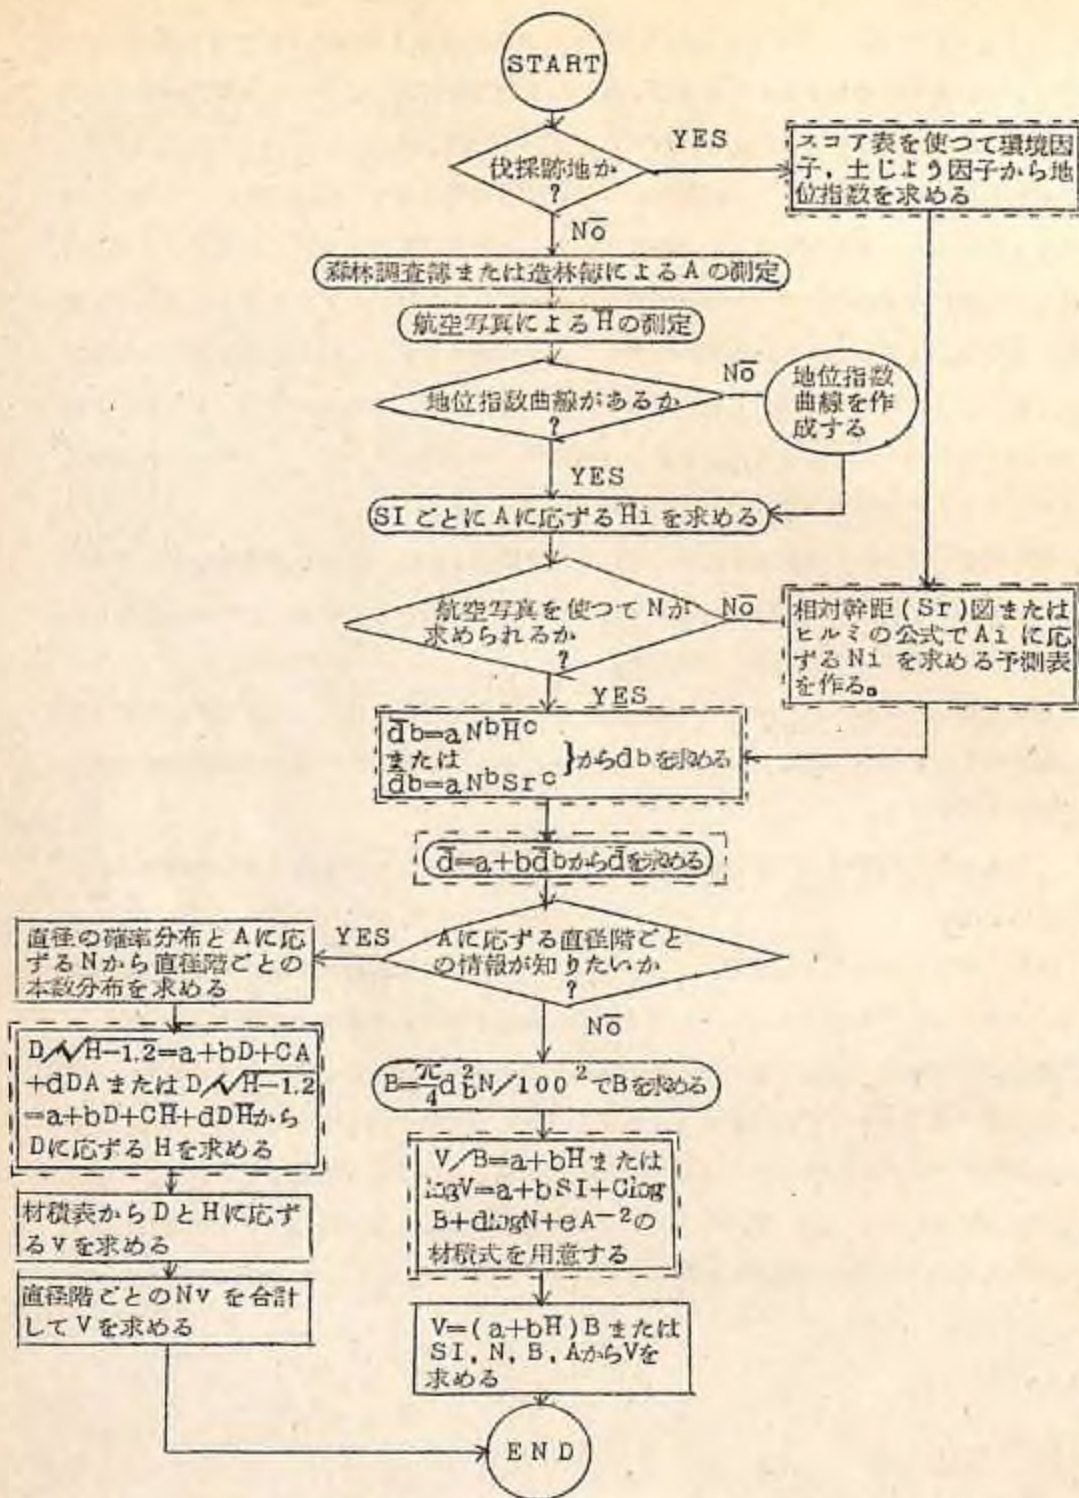 START
YES
スコア表を使つて環境因
子，土じよう因子から地
位指数を求める
伐採跡地か
?
No
森林調査簿または造林簿によるAの測定
航空写真によるH̄の測定
地位指数曲線があるか
?
No
地位指数
曲線を作
成する
YES
SIごとにAに応ずるH̄iを求める
航空写真を使つてNが
求められるか
?
No
相対幹距(Sr)図または
ヒルミの公式でAiに応
ずるNiを求める予測表
を作る。
YES
d̄b=aN^bH̄^c
または
}からdbを求める
d̄b=aN^bSr^c
d̄=a+bd̄bからd̄を求める
Aに応ずる直径階ごと
の情報が知りたいか
?
YES
直径の確率分布とAに応
ずるNから直径階ごとの
本数分布を求める
D/√H-1.2=a+bD+CA
+dDAまたはD/√H-1.2
=a+bD+CH̄+dDH̄から
Dに応ずるHを求める
材積表からDとHに応ず
るvを求める
直径階ごとのNvを合計
してVを求める
No
B=π/4 d_b^2N/100^2でBを求める
V/B=a+bHまたは
logV=a+bSI+Clog
B+dlogN+eA^-2の
材積式を用意する
V=(a+bH)Bまたは
SI,N,B,AからVを
求める
END